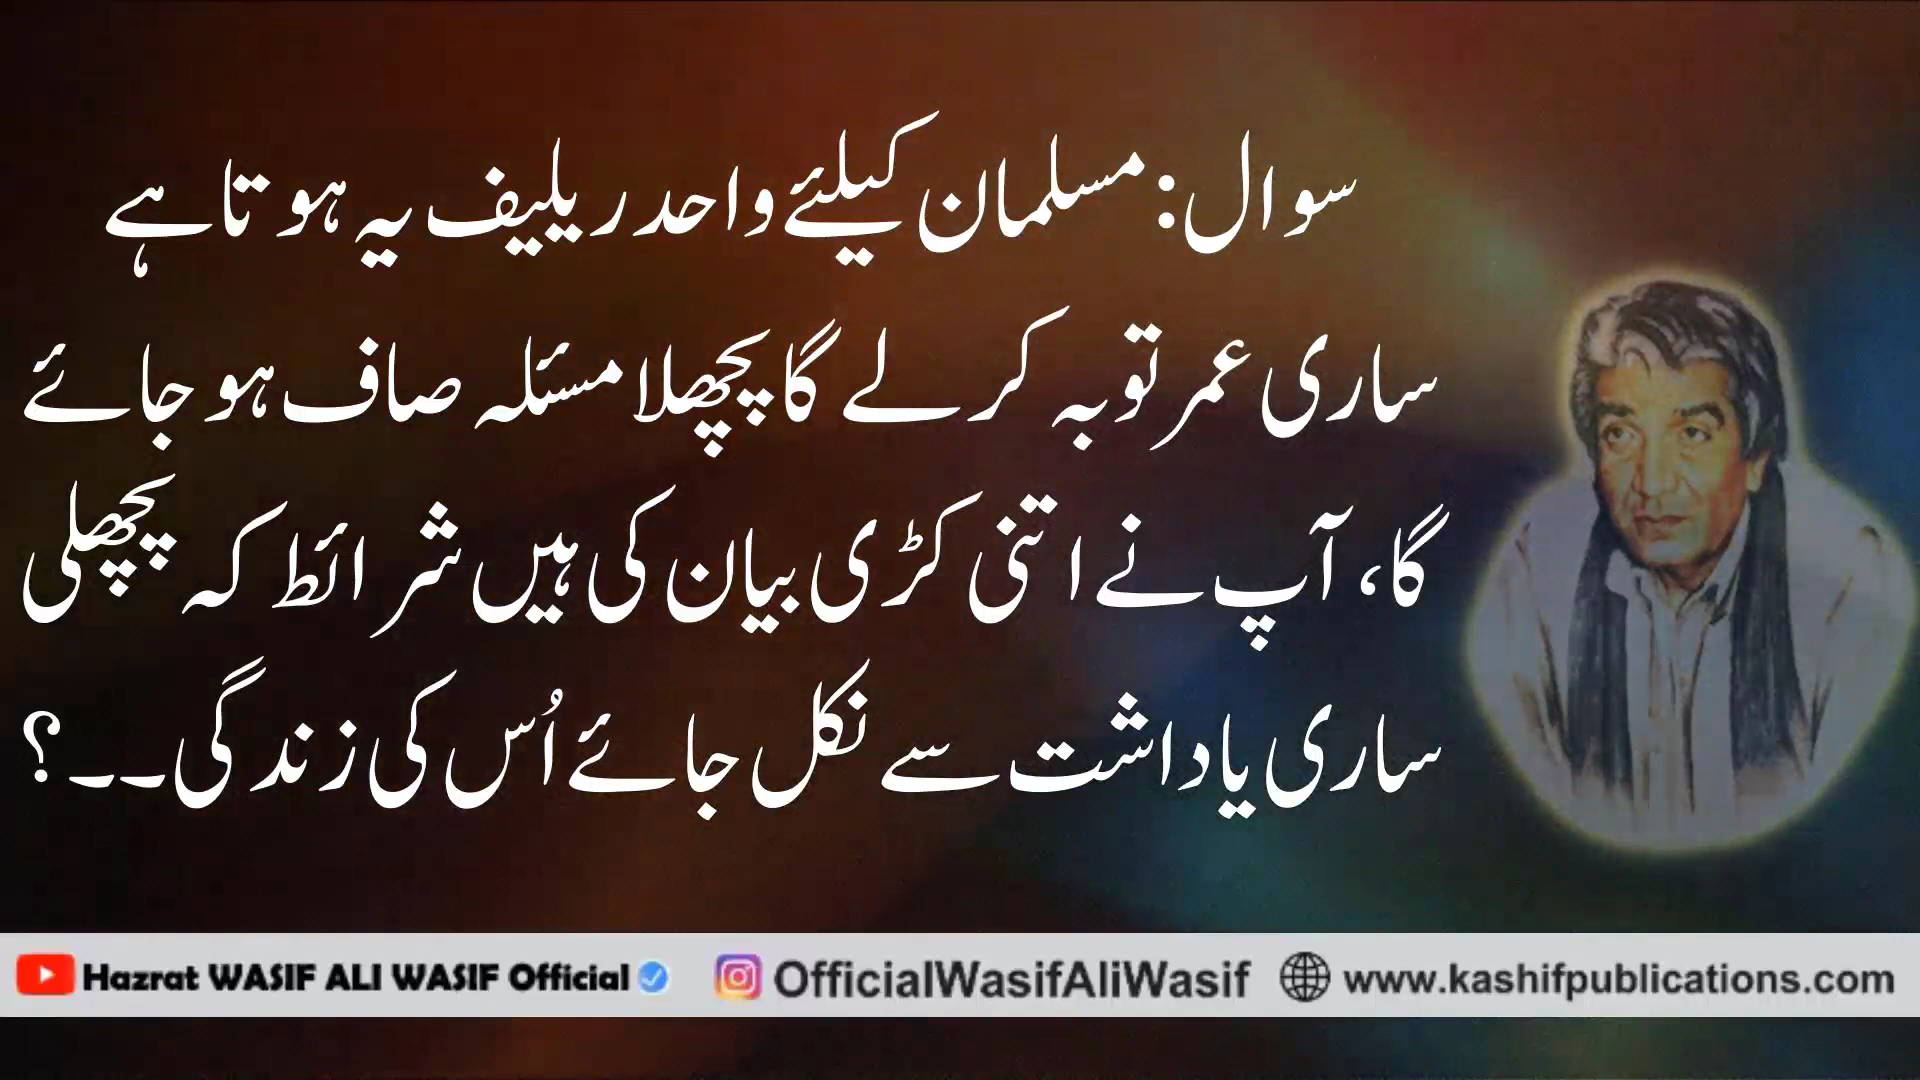 سوال: مسلمان کیلئے واحد ریلیف یہ ہوتا ہے
ساری عمر توبہ کرلے گا پچھلا مسئلہ صاف ہو جائے
گا، آپ نے اتنی کڑی بیان کی ہیں شرائط کہ پچھلی
ساری یاداشت سے نکل جائے اُس کی زندگی۔۔؟
Hazrat WASIF ALI WASIF Official OfficialWasifAliWasif www.kashifpublications.com